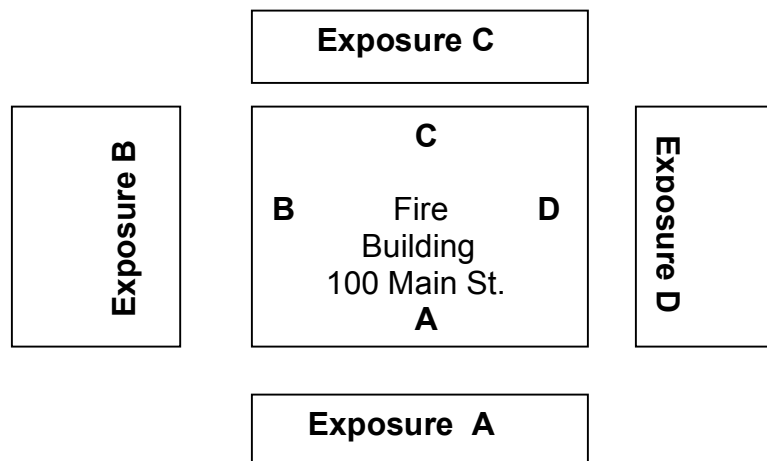 Exposure C
Exposure B
C
B
Fire
D
Building
100 Main St.
A
Exposure D
Exposure A